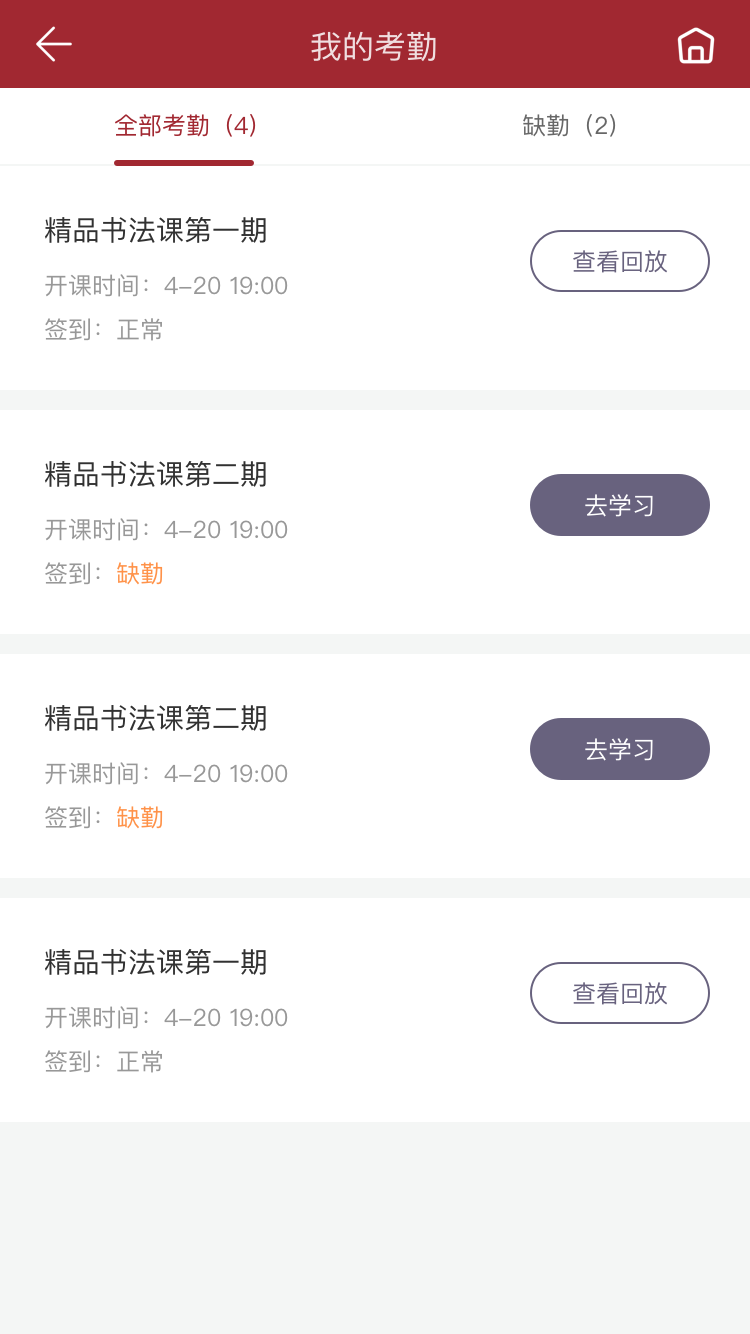 我的考勤
全部考勤（4）
缺勤（2）
精品书法课第一期
开课时间：4–20 19:00
签到：正常
查看回放
精品书法课第二期
开课时间：4–20 19:00
签到：缺勤
去学习
精品书法课第二期
开课时间：4–20 19:00
签到：缺勤
去学习
精品书法课第一期
开课时间：4–20 19:00
签到：正常
查看回放